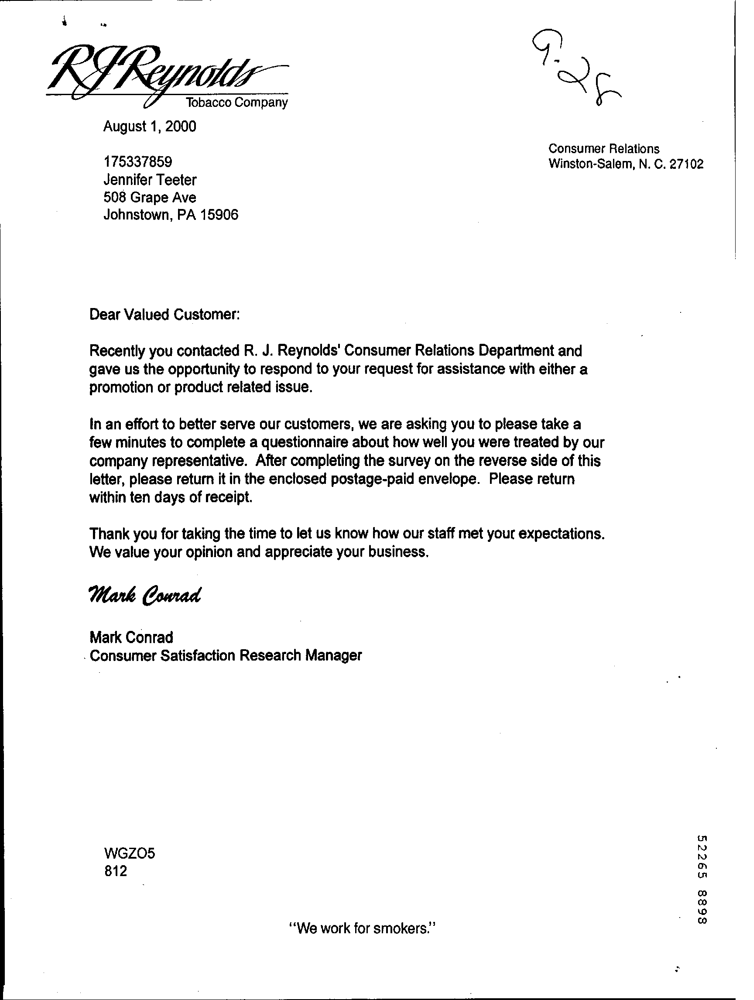 RJReynolds
Tobacco Company
August 1, 2000
Consumer Relations
Winston-Salem, N. C. 27102
175337859
Jennifer Teeter
508 Grape Ave
Johnstown, PA 15906
Dear Valued Customer:
Recently you contacted R. J. Reynolds' Consumer Relations Department and
gave us the opportunity to respond to your request for assistance with either a
promotion or product related issue.
In an effort to better serve our customers, we are asking you to please take a
few minutes to complete a questionnaire about how well you were treated by our
company representative.  After completing the survey on the reverse side of this
letter, please return it in the enclosed postage-paid envelope.  Please return
within ten days of receipt.
Thank you for taking the time to let us know how our staff met your expectations.
We value your opinion and appreciate your business.
Mark Conrad
Mark Conrad
Consumer Satisfaction Research Manager
WGZO5
812
52265 8898
"We work for smokers."